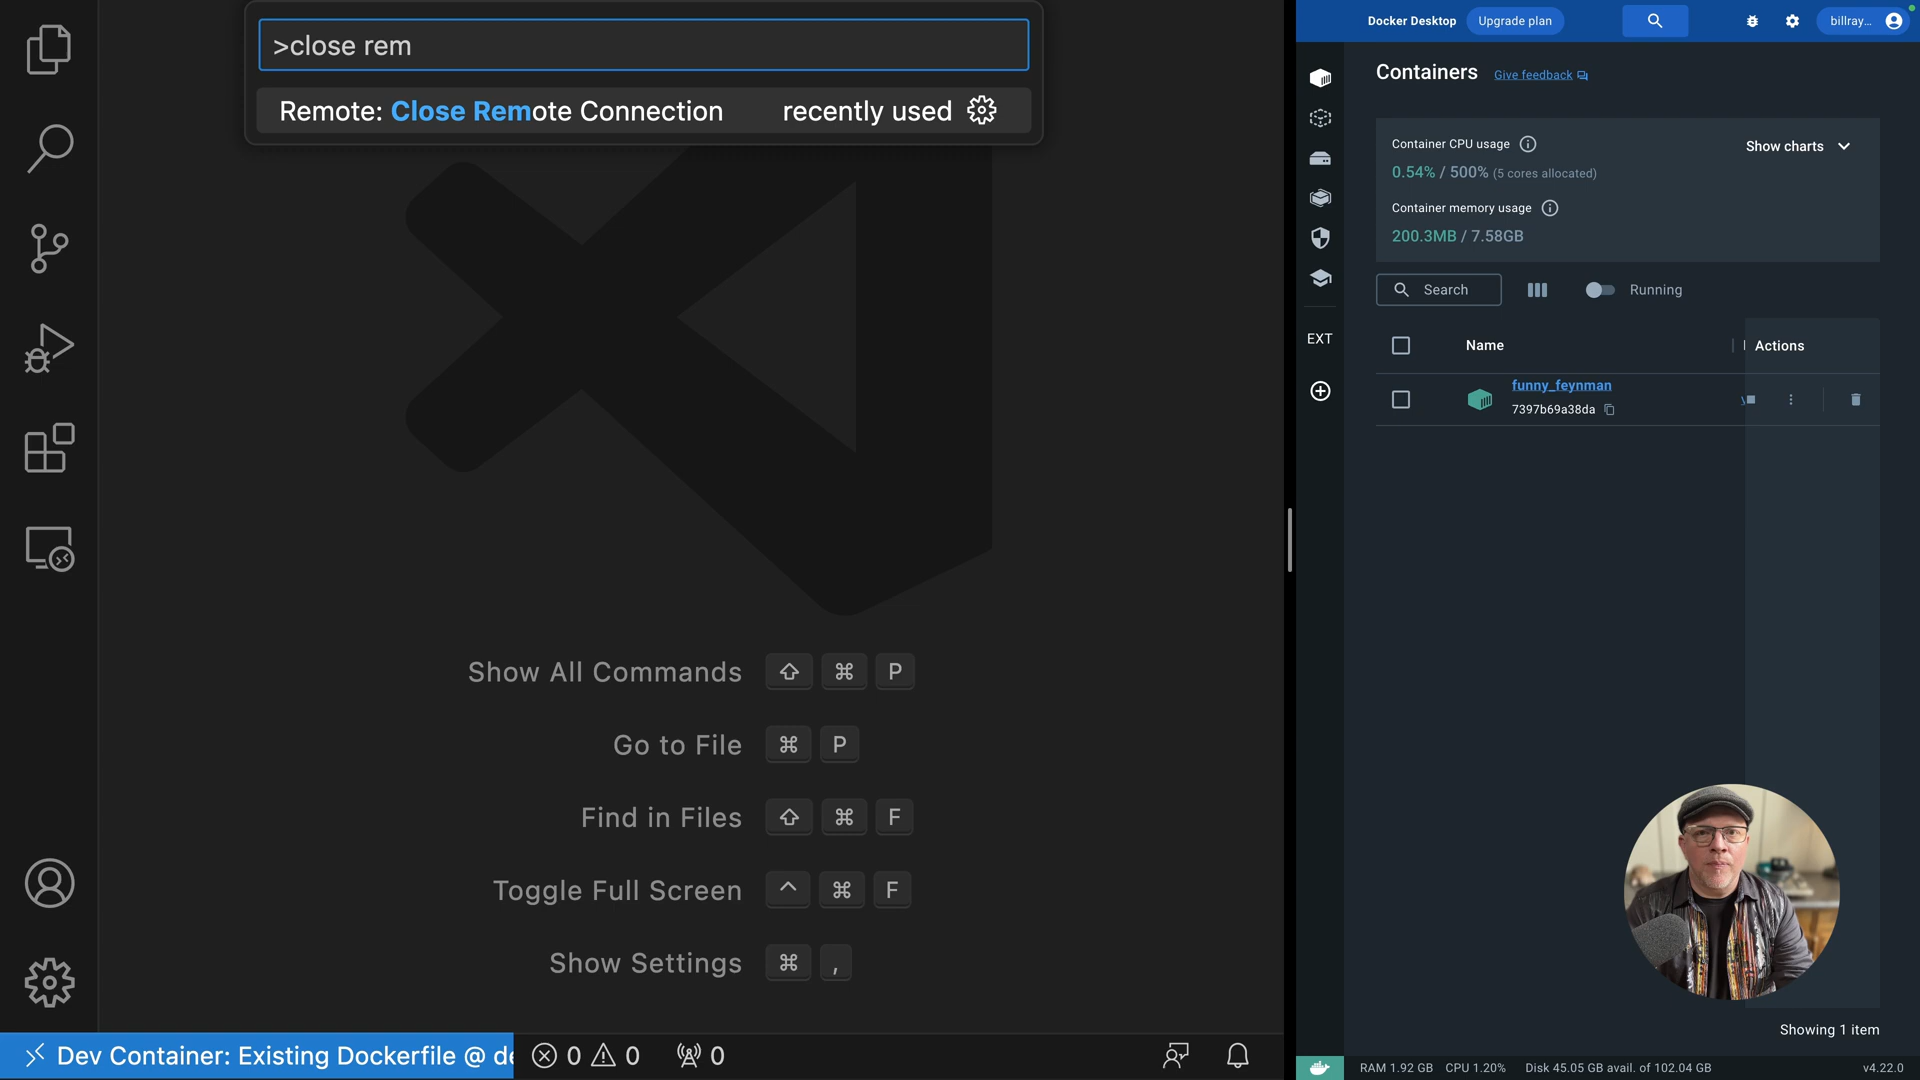 >close rem
Remote: Close Remote Connection recently used
Show All Commands ⇧ ⌘ P
Go to File ⌘ P
Find in Files ⇧ ⌘ F
Toggle Full Screen ^ ⌘ F
Show Settings ⌘ ,
Dev Container: Existing Dockerfile @ de 0 0 0
Docker Desktop Upgrade plan billray...
Containers Give feedback
Container CPU usage
Show charts
0.54% / 500% (5 cores allocated)
Container memory usage
200.3MB / 7.58GB
Search Running
EXT
Name Actions
funny_feynman
7397b69a38da
Showing 1 item
RAM 1.92 GB CPU 1.20% Disk 45.05 GB avail. of 102.04 GB v4.22.0